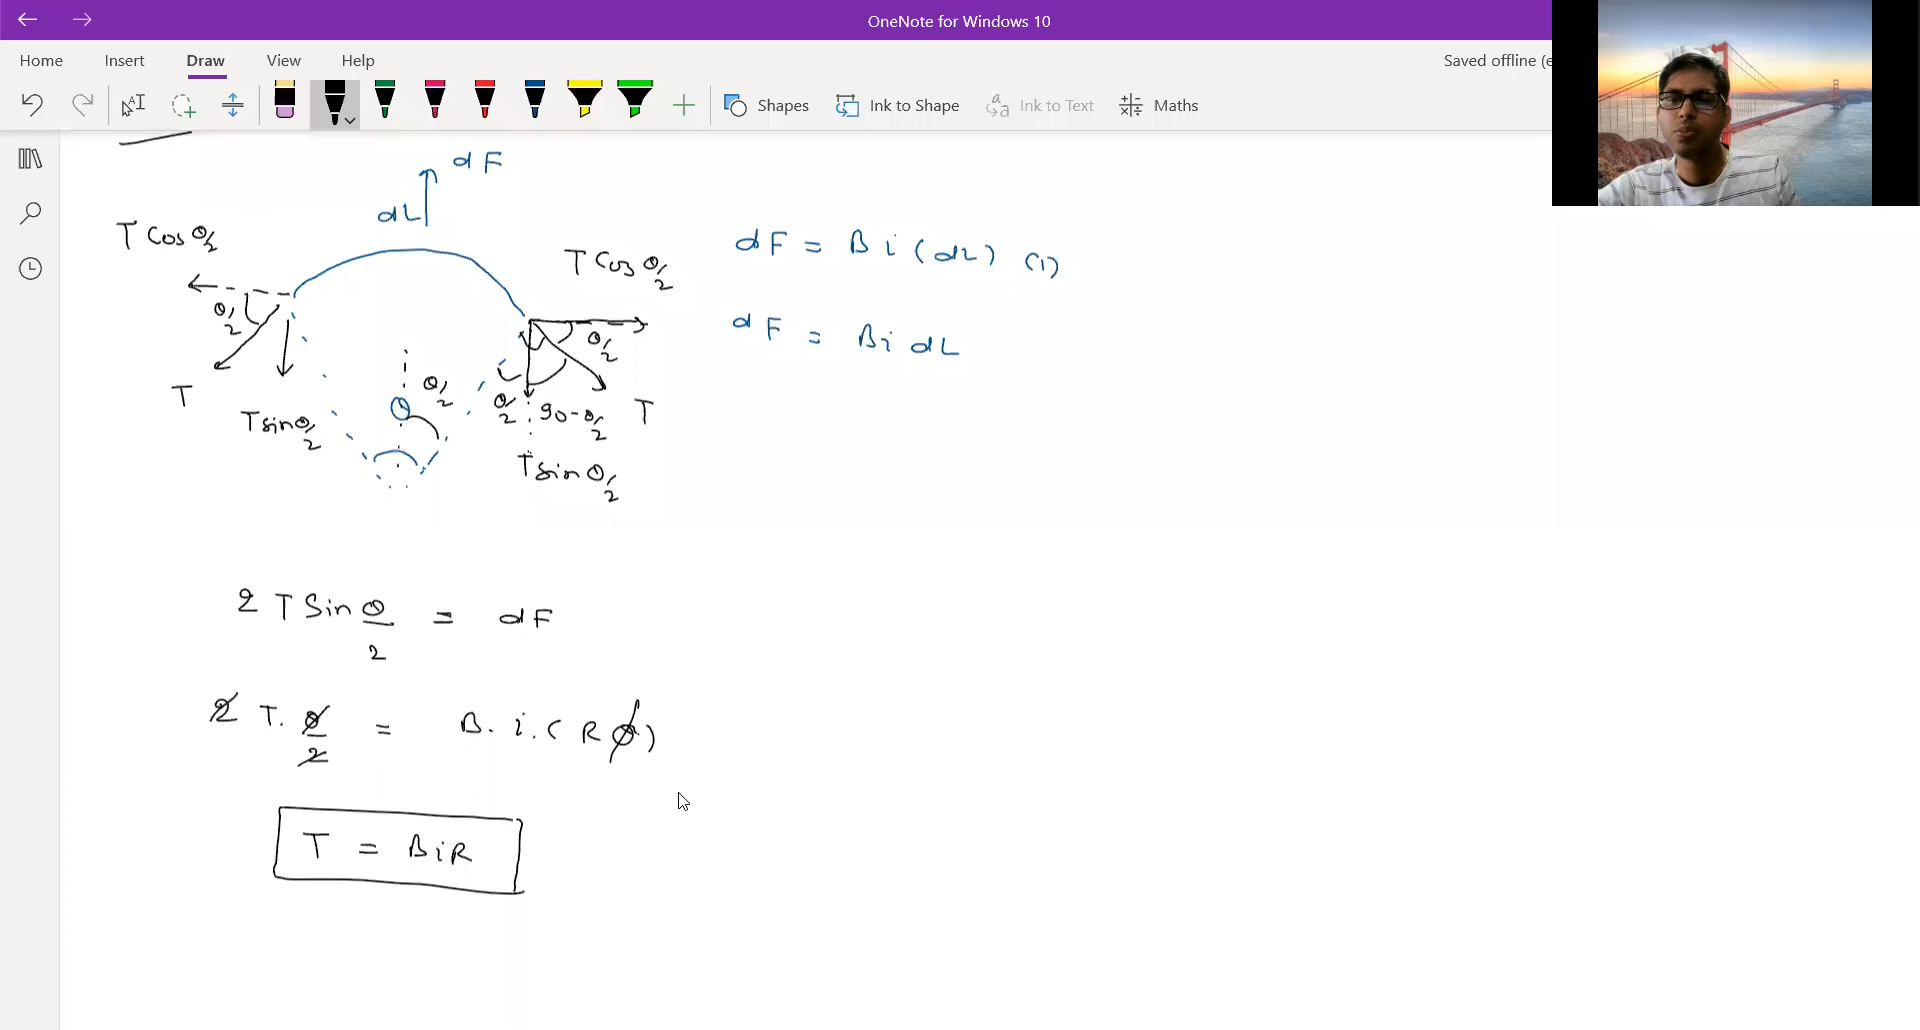 OneNote for Windows 10
Home Insert Draw View Help
Saved offline (e
Shapes Ink to Shape Ink to Text Maths
dF
dL
T cos θ/2
T cos θ/2
dF = B i (dL) (1)
θ/2
θ/2
dF = Bi dL
θ/2
T
θ
θ/2
90-θ/2
T
T sin θ/2
T sin θ/2
2 T Sin θ/2 = dF
2 T. θ/2 = B. i. (R θ)
T = BiR